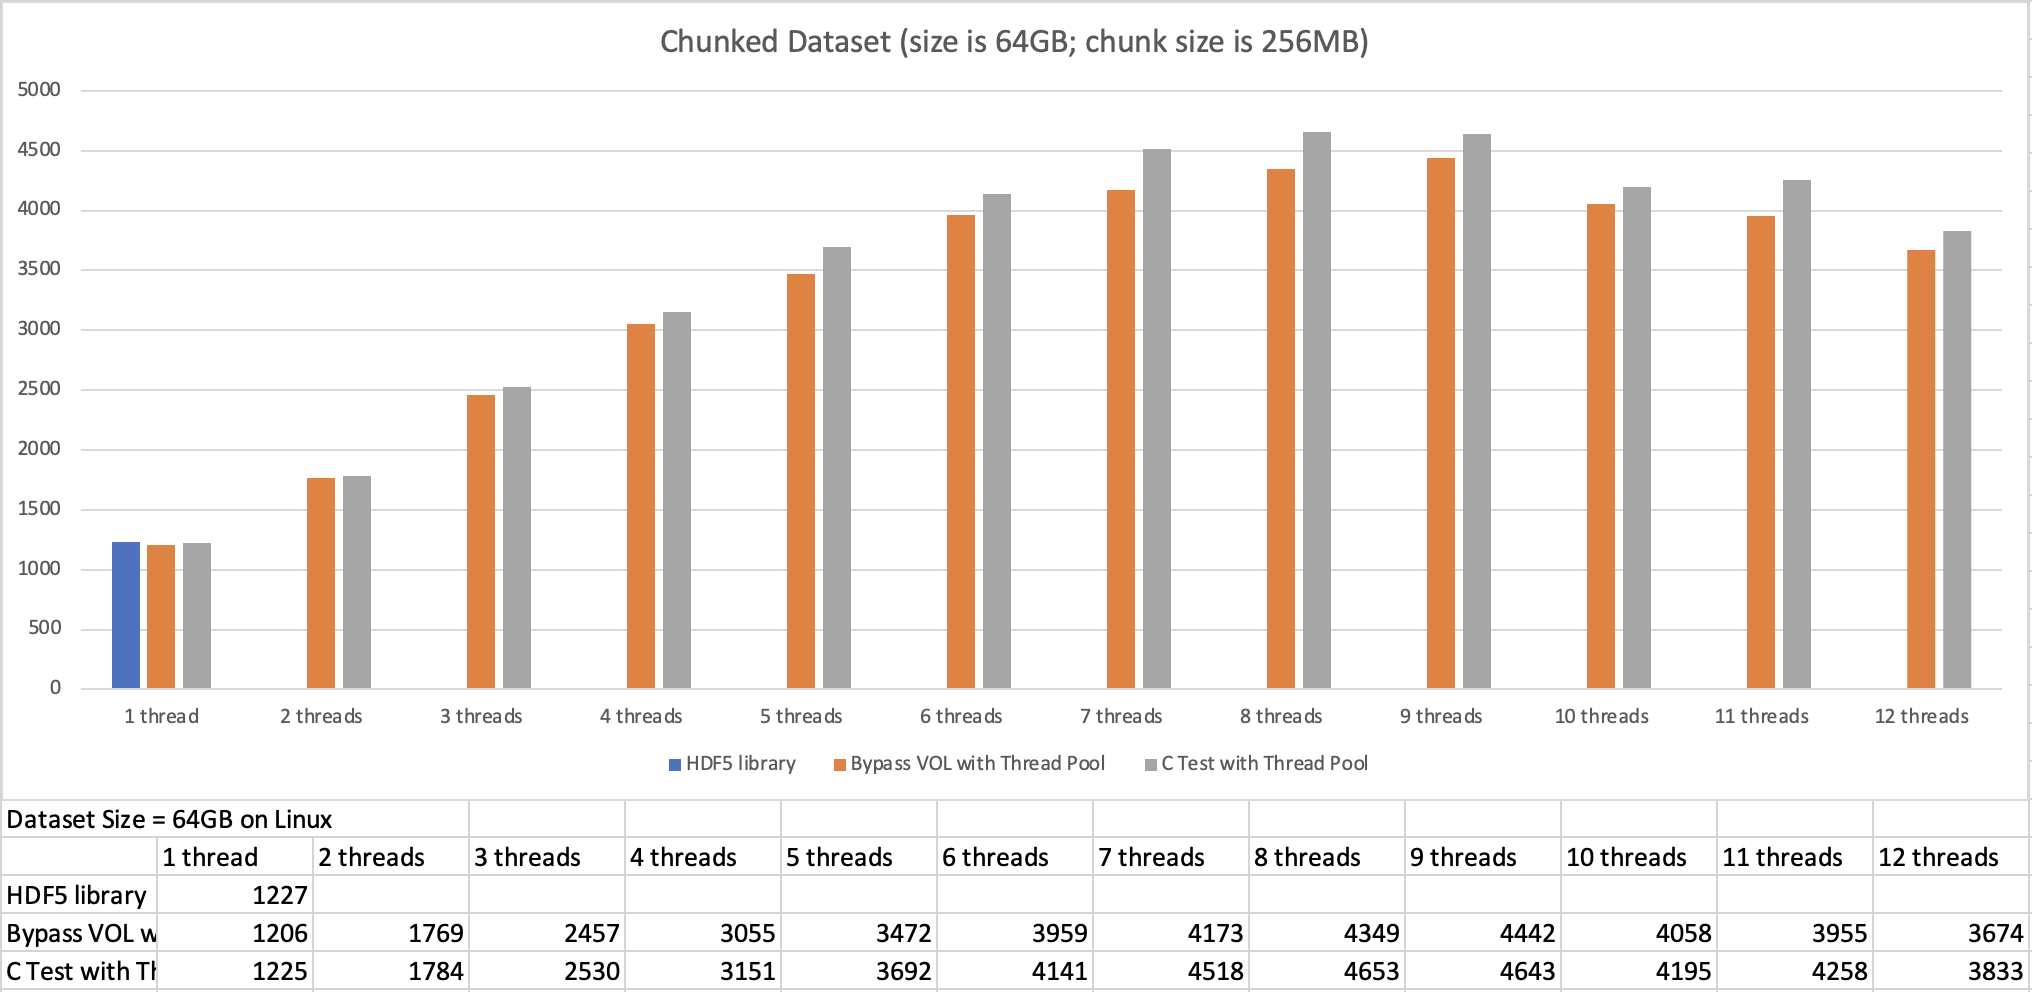 Chunked Dataset (size is 64GB; chunk size is 256MB)
5000
4500
4000
3500
3000
2500
2000
1500
1000
500
0
1 thread 2 threads 3 threads 4 threads 5 threads 6 threads 7 threads 8 threads 9 threads 10 threads 11 threads 12 threads
HDF5 library Bypass VOL with Thread Pool C Test with Thread Pool
Dataset Size = 64GB on Linux
1 thread 2 threads 3 threads 4 threads 5 threads 6 threads 7 threads 8 threads 9 threads 10 threads 11 threads 12 threads
HDF5 library 1227
Bypass VOL w 1206 1769 2457 3055 3472 3959 4173 4349 4442 4058 3955 3674
C Test with Th 1225 1784 2530 3151 3692 4141 4518 4653 4643 4195 4258 3833